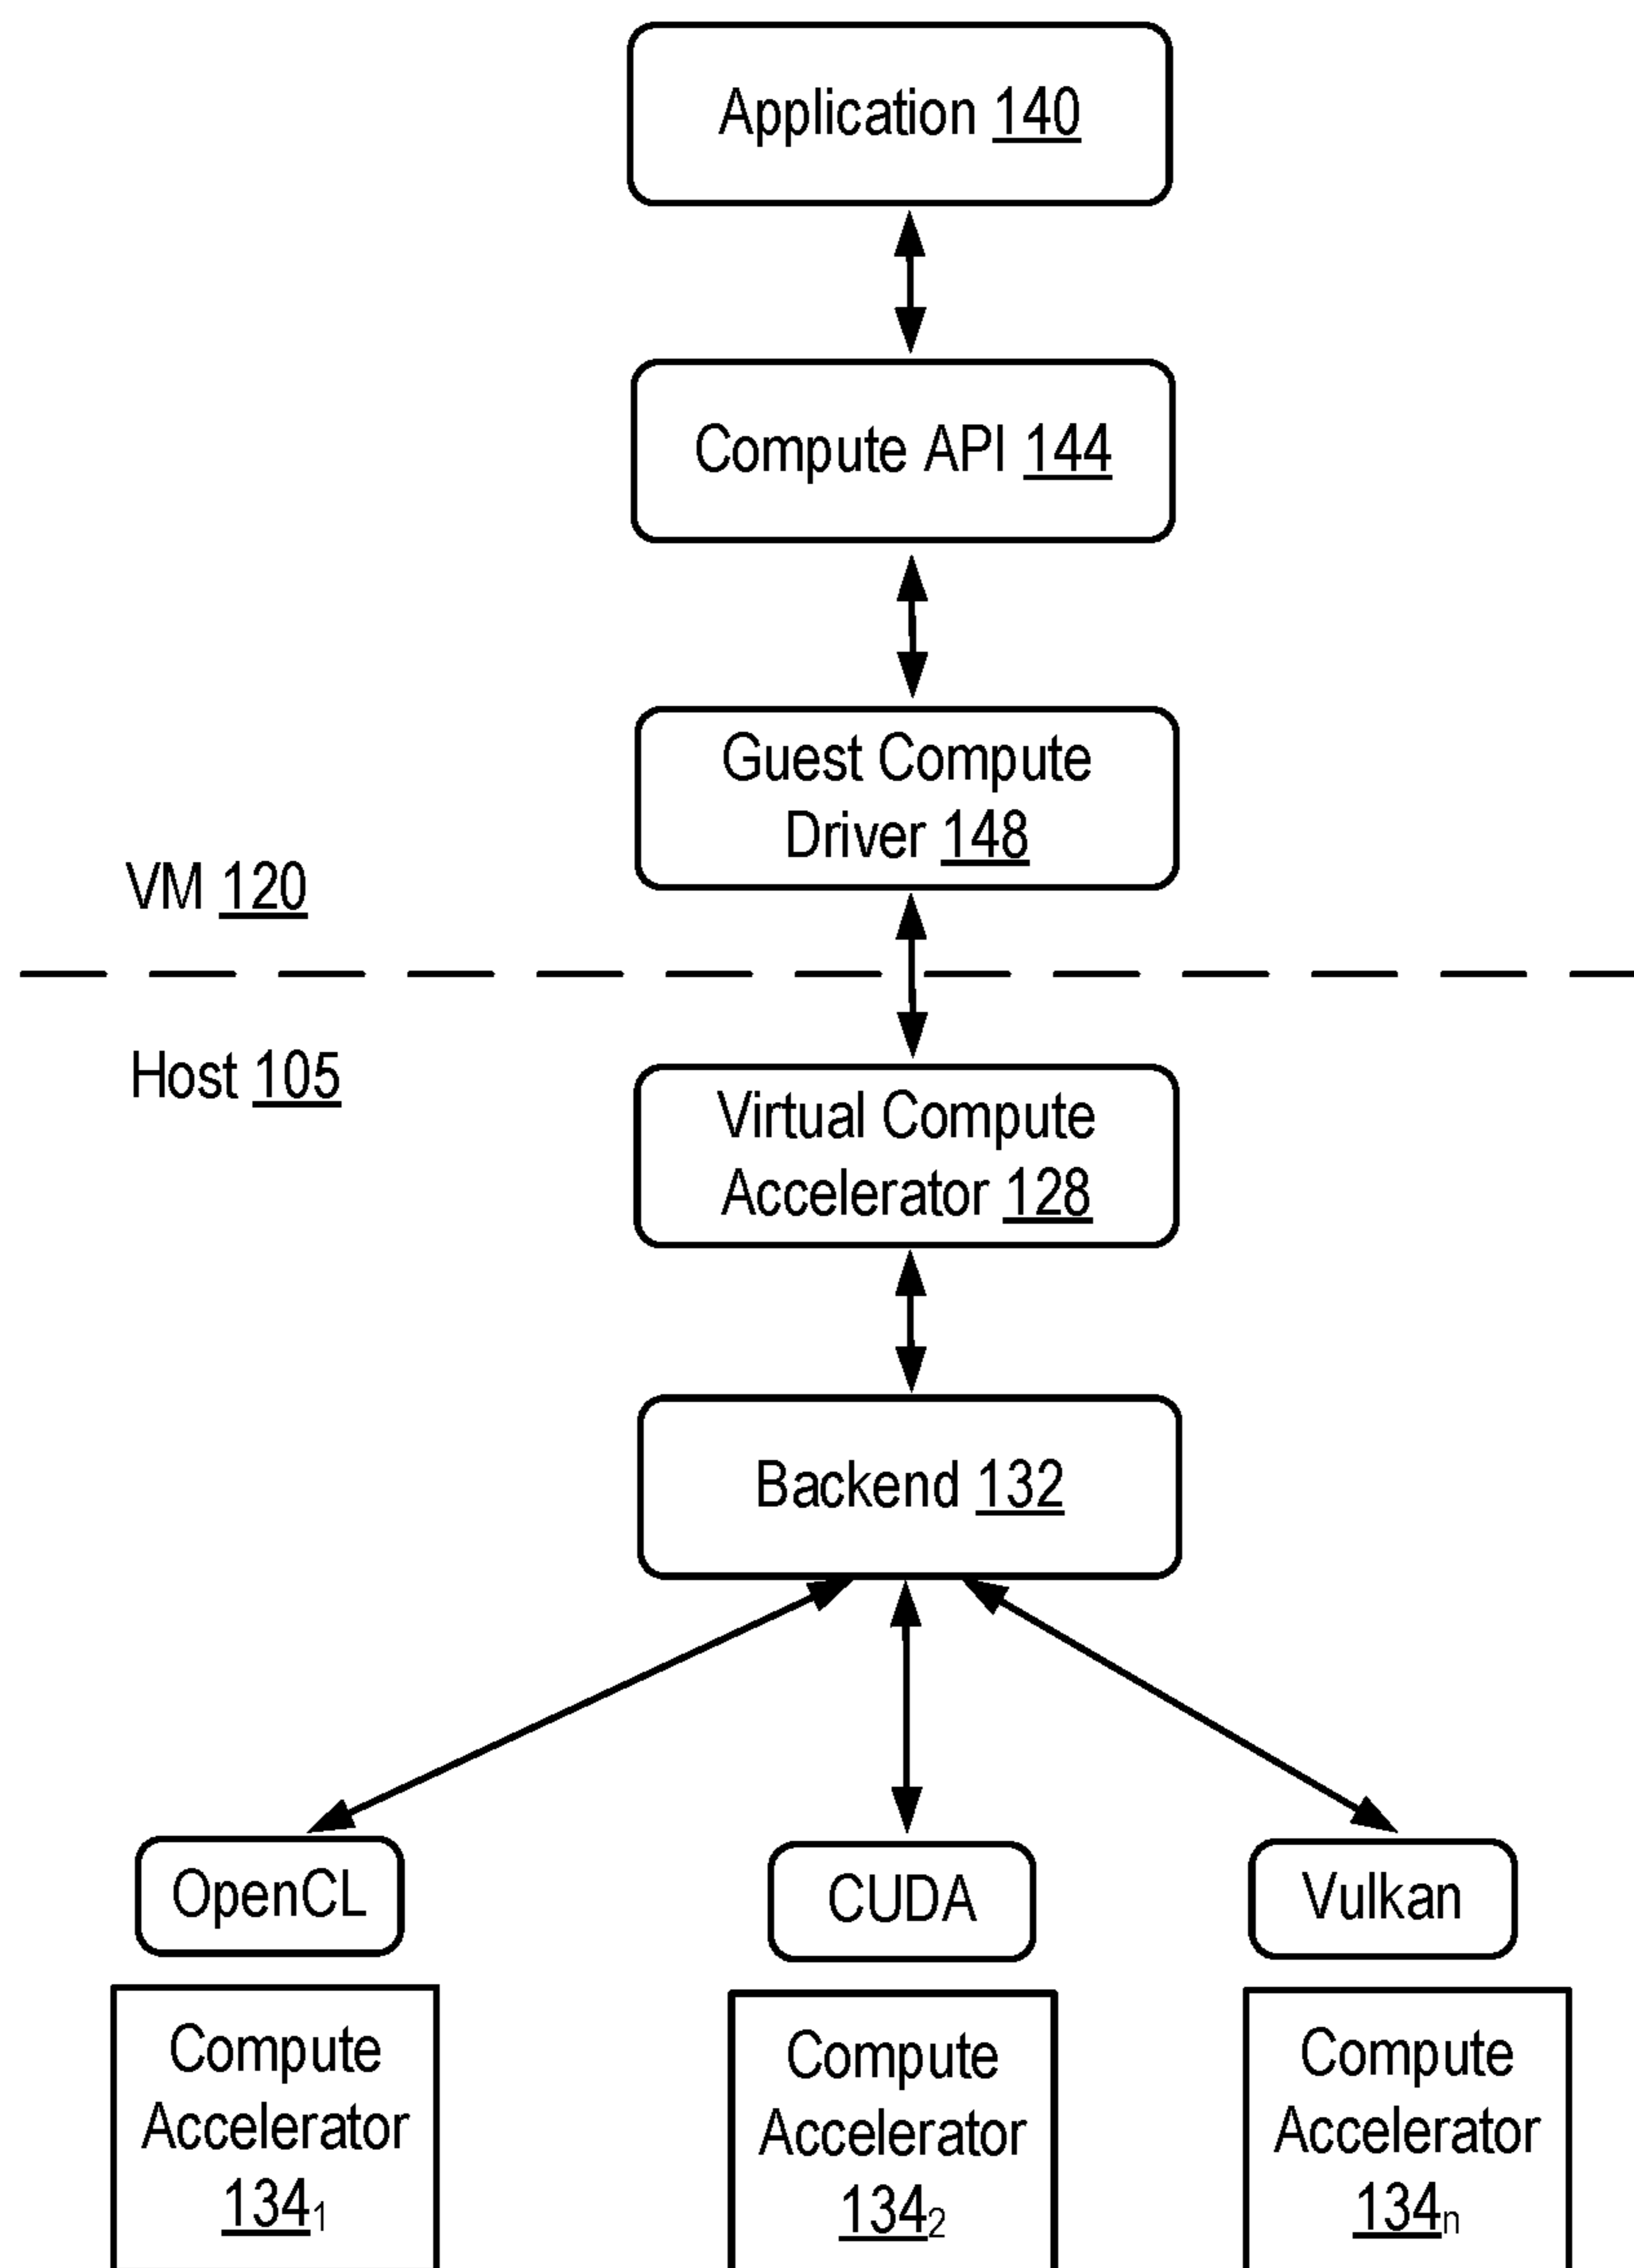 Application 140
Compute API 144
Guest Compute
Driver 148
VM 120
Host 105
Virtual Compute
Accelerator 128
Backend 132
OpenCL
CUDA
Vulkan
Compute
Accelerator
134₁
Compute
Accelerator
134₂
Compute
Accelerator
134ₙ